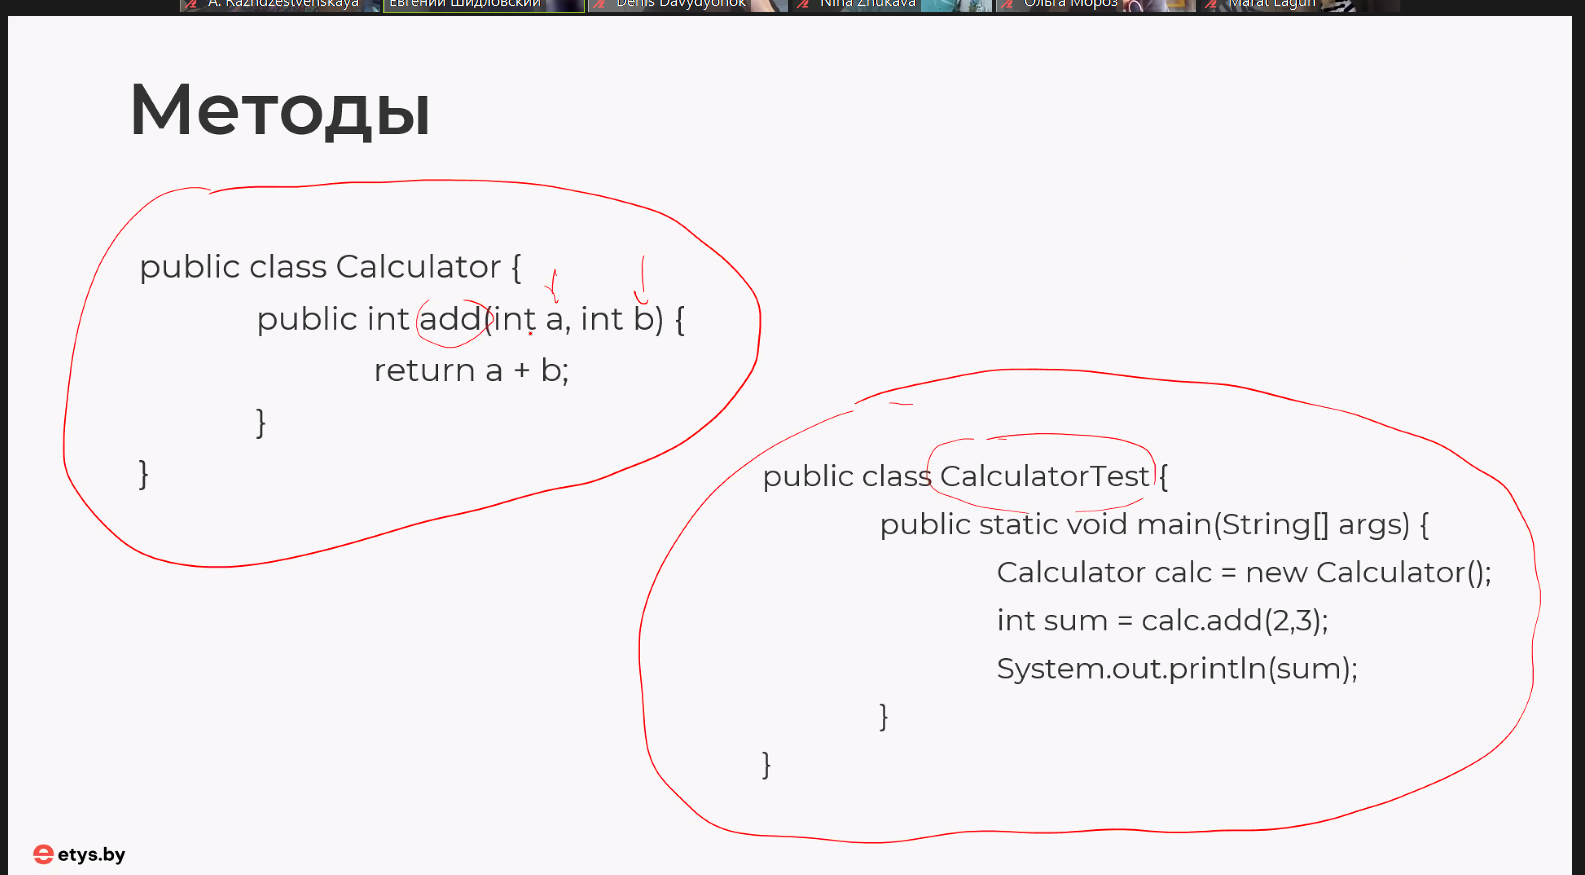 A. Razhdzestvenskaya
Евгений Шидловский
Denis Davydyonok
Nina Zhukava
Ольга Мороз
Marat Lagun
Методы
public class Calculator {
public int add(int a, int b) {
return a + b;
}
}
public class CalculatorTest {
public static void main(String[] args) {
Calculator calc = new Calculator();
int sum = calc.add(2,3);
System.out.println(sum);
}
}
etys.by